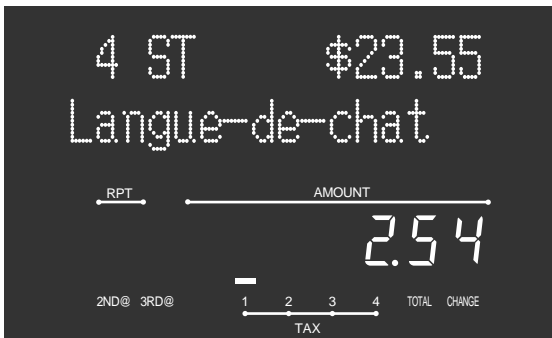 4 ST $23.55
Langue-de-chat
RPT AMOUNT
2.54
2ND@ 3RD@ 1 2 3 4 TOTAL CHANGE
TAX